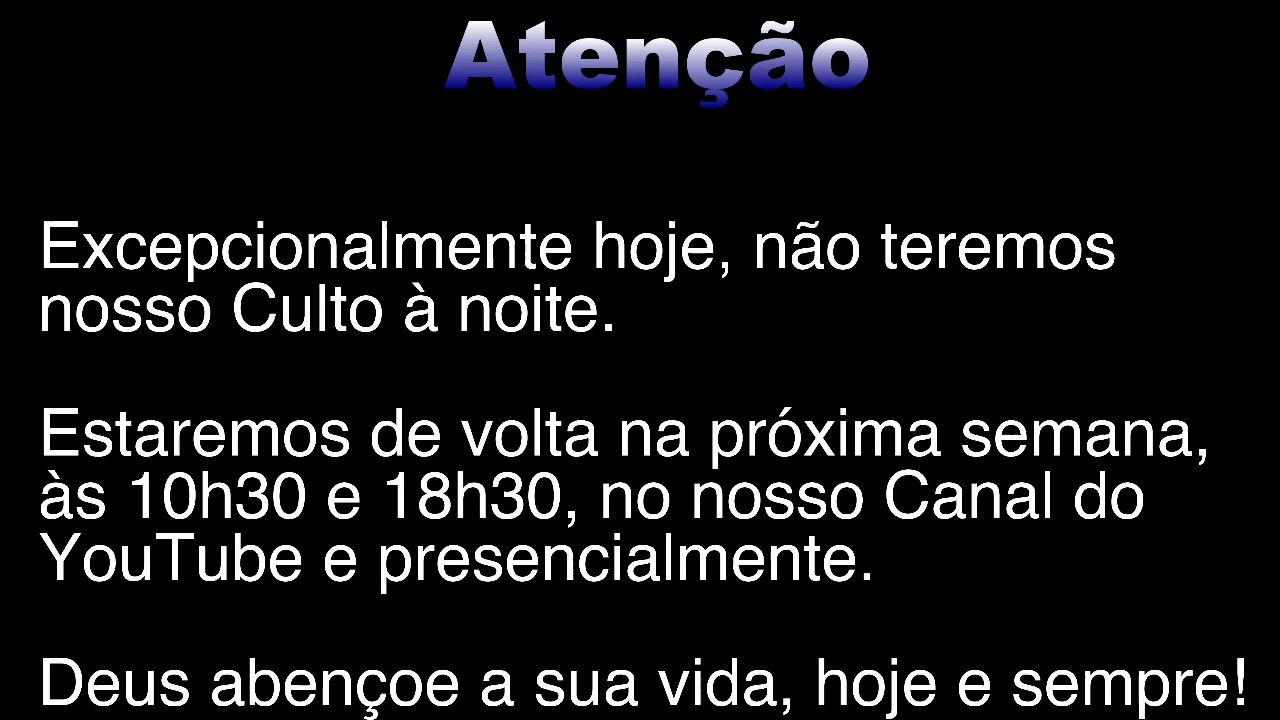 Atenção
Excepcionalmente hoje, não teremos
nosso Culto à noite.
Estaremos de volta na próxima semana,
às 10h30 e 18h30, no nosso Canal do
YouTube e presencialmente.
Deus abençoe a sua vida, hoje e sempre!